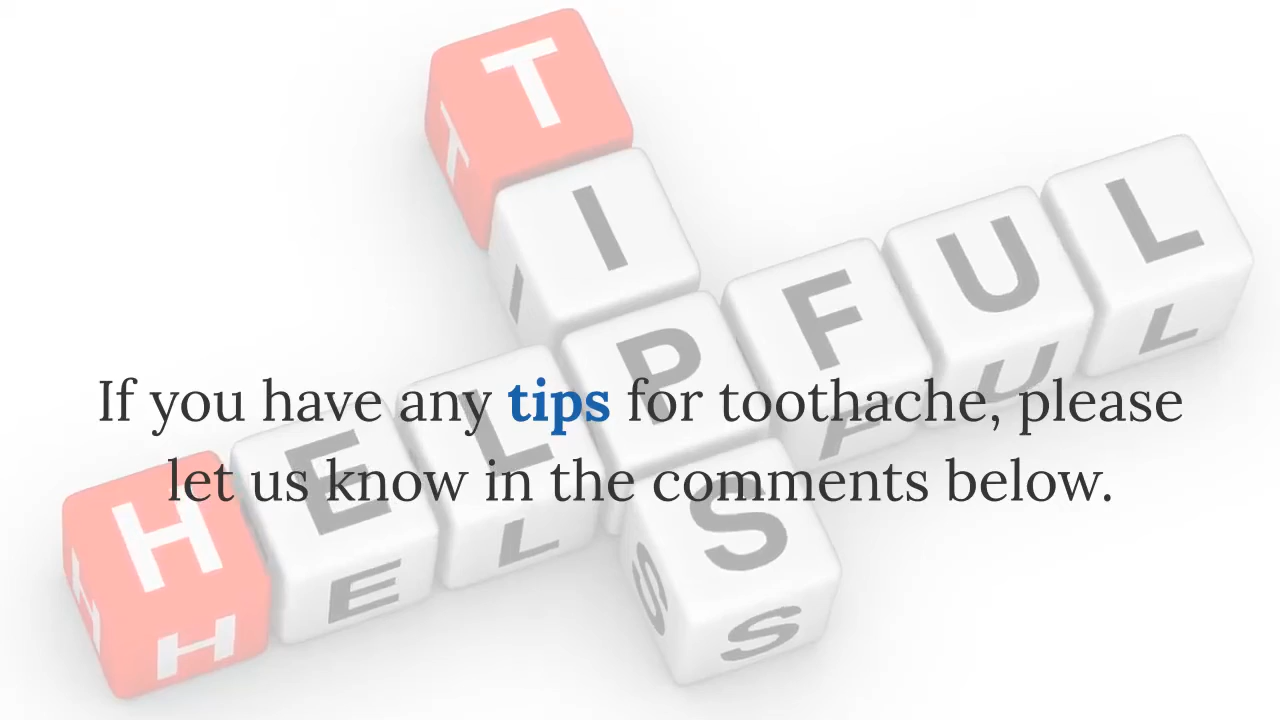 TIPS
HELPFUL
If you have any tips for toothache, please
let us know in the comments below.